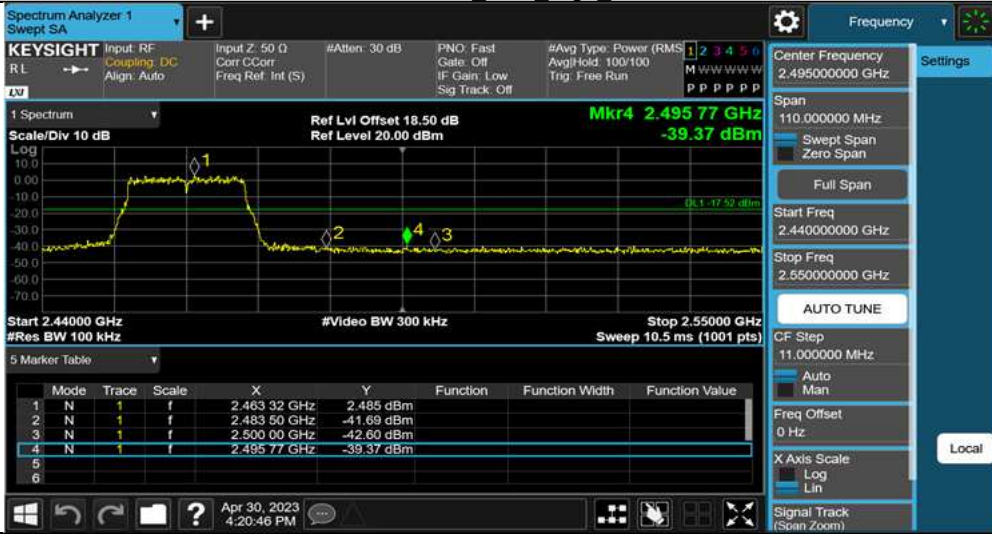 Spectrum Analyzer 1
Swept SA
+
Frequency
KEYSIGHT
RL
LXI
Input: RF
Coupling: DC
Align: Auto
Input Z: 50 Ω
Corr CCorr
Freq Ref: Int (S)
#Atten: 30 dB
PNO: Fast
Gate: Off
IF Gain: Low
Sig Track: Off
#Avg Type: Power (RMS
Avg|Hold: 100/100
Trig: Free Run
1 2 3 4 5 6
M W W W W W
P P P P P P
1 Spectrum
Scale/Div 10 dB
Ref Lvl Offset 18.50 dB
Ref Level 20.00 dBm
Mkr4 2.495 77 GHz
-39.37 dBm
Log
10.0
0.00
-10.0
-20.0
-30.0
-40.0
-50.0
-60.0
-70.0
1
2
4
3
DL1 -17.52 dBm
Start 2.44000 GHz
#Res BW 100 kHz
#Video BW 300 kHz
Stop 2.55000 GHz
Sweep 10.5 ms (1001 pts)
5 Marker Table
Mode Trace Scale X Y Function Function Width Function Value
1 N 1 f 2.463 32 GHz 2.485 dBm
2 N 1 f 2.483 50 GHz -41.69 dBm
3 N 1 f 2.500 00 GHz -42.60 dBm
4 N 1 f 2.495 77 GHz -39.37 dBm
5
6
?
Apr 30, 2023
4:20:46 PM
Center Frequency
2.495000000 GHz
Span
110.000000 MHz
Swept Span
Zero Span
Full Span
Start Freq
2.440000000 GHz
Stop Freq
2.550000000 GHz
AUTO TUNE
CF Step
11.000000 MHz
Auto
Man
Freq Offset
0 Hz
X Axis Scale
Log
Lin
Signal Track
(Span Zoom)
Settings
Local